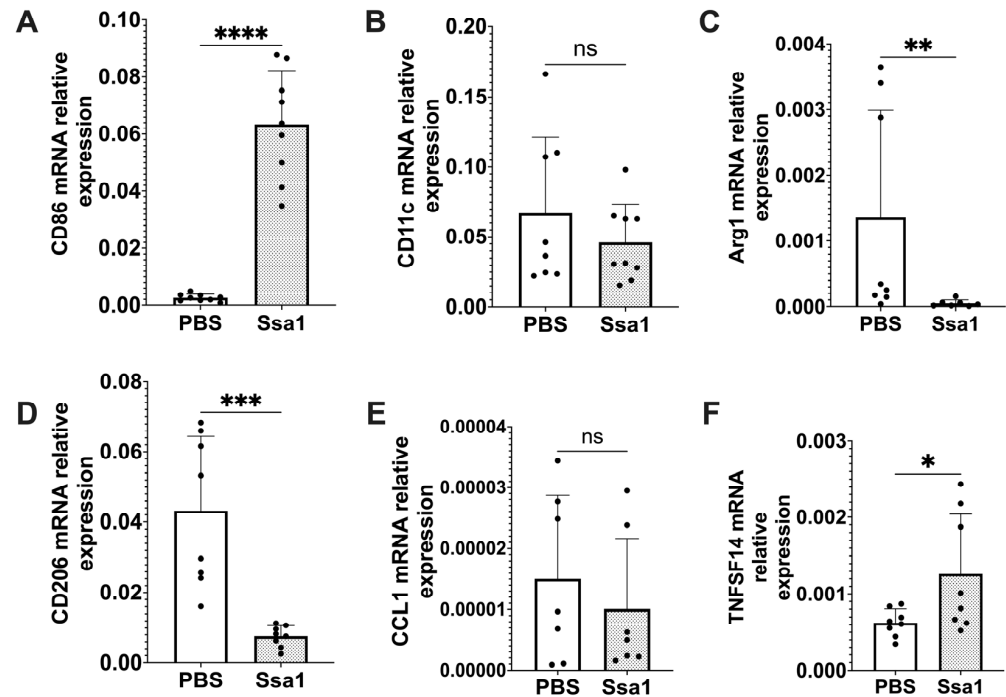 A
CD86 mRNA relative
expression
0.10
0.08
0.06
0.04
0.02
0.00
****
PBS
Ssa1
B
CD11c mRNA relative
expression
0.20
0.15
0.10
0.05
0.00
ns
PBS
Ssa1
C
Arg1 mRNA relative
expression
0.004
0.003
0.002
0.001
0.000
**
PBS
Ssa1
D
CD206 mRNA relative
expression
0.08
0.06
0.04
0.02
0.00
***
PBS
Ssa1
E
CCL1 mRNA relative
expression
0.00004
0.00003
0.00002
0.00001
0.00000
ns
PBS
Ssa1
F
TNFSF14 mRNA
relative
expression
0.003
0.002
0.001
0.000
*
PBS
Ssa1